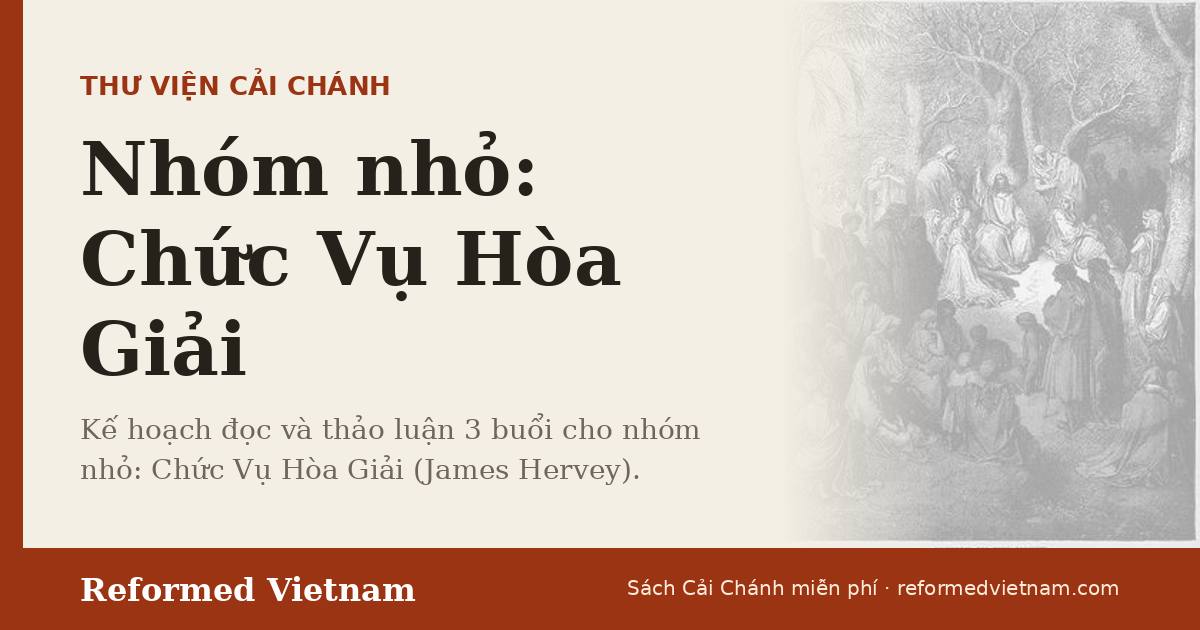 THƯ VIỆN CẢI CHÁNH
Nhóm nhỏ:
Chức Vụ Hòa
Giải
Kế hoạch đọc và thảo luận 3 buổi cho nhóm
nhỏ: Chức Vụ Hòa Giải (James Hervey).
Reformed Vietnam
Sách Cải Chánh miễn phí · reformedvietnam.com